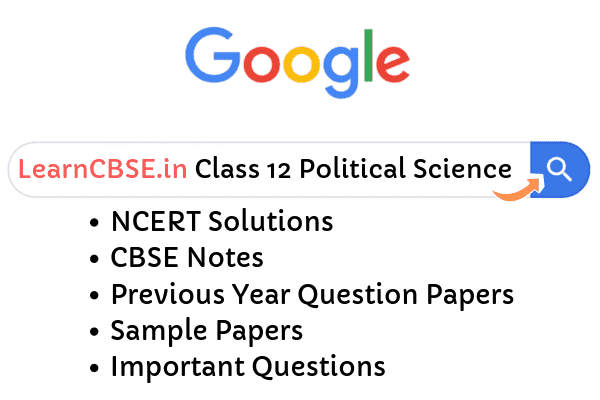 Google
LearnCBSE.in Class 12 Political Science
• NCERT Solutions
• CBSE Notes
• Previous Year Question Papers
• Sample Papers
• Important Questions